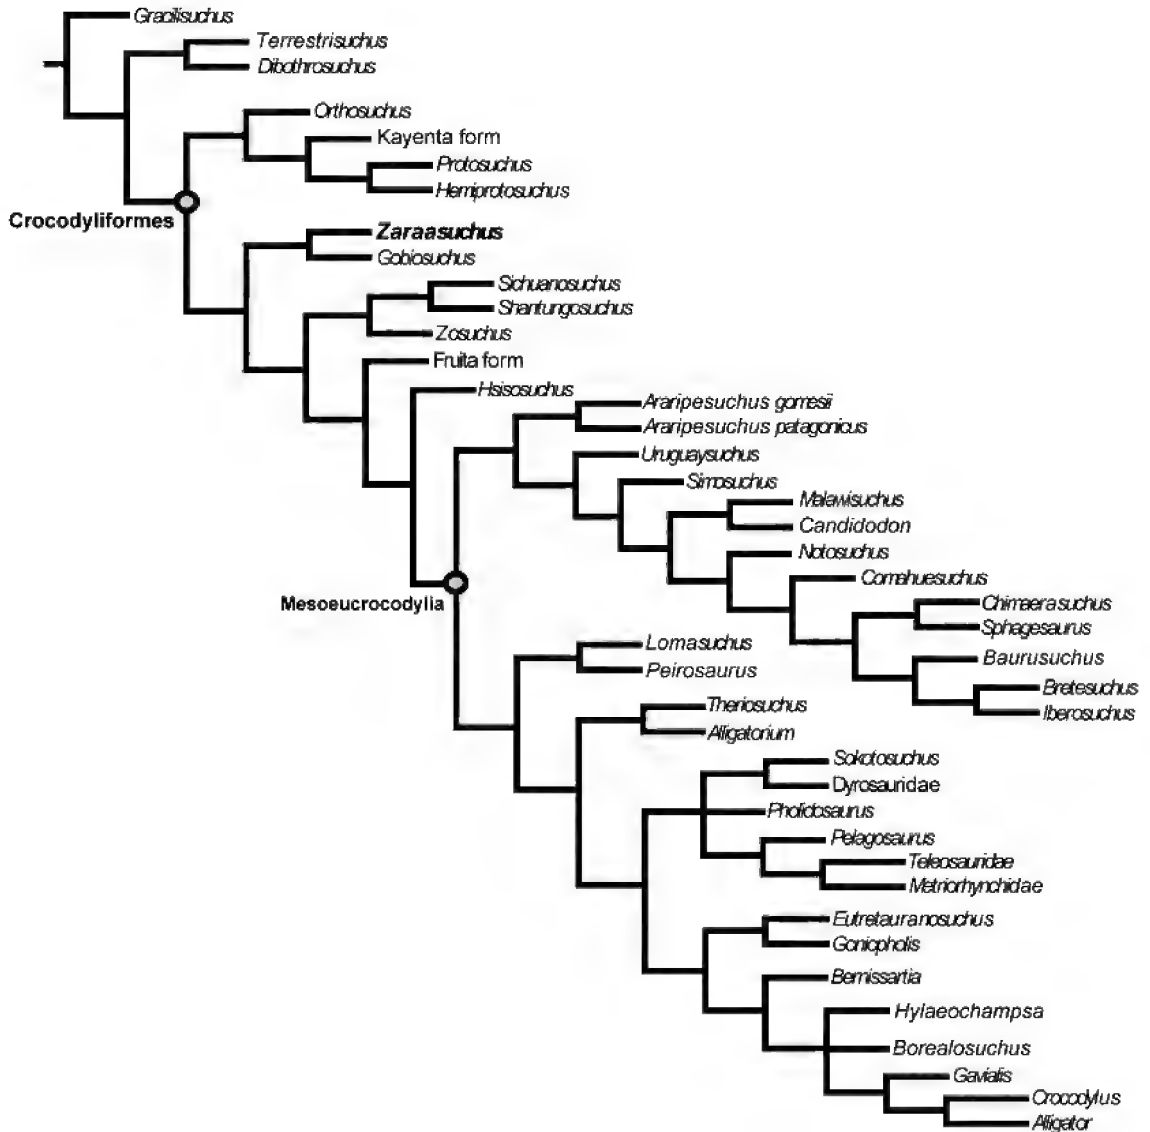 Gracilisuchus
Terrestrisuchus
Dibothrosuchus
Orthosuchus
Kayenta form
Protosuchus
Hemiprotosuchus
Crocodyliformes
Zaraasuchus
Gobiosuchus
Sichuanosuchus
Shantungosuchus
Zosuchus
Fruita form
Hsisosuchus
Araripesuchus gomesii
Araripesuchus patagonicus
Uruguaysuchus
Simosuchus
Malawisuchus
Candidodon
Notosuchus
Comahuesuchus
Mesoeucrocodylia
Chimaerasuchus
Sphagesaurus
Lomasuchus
Baurusuchus
Peirosaurus
Bretesuchus
Iberosuchus
Theriosuchus
Alligatorium
Sokotosuchus
Dyrosauridae
Pholidosaurus
Pelagosaurus
Teleosauridae
Metriorhynchidae
Eutretauranosuchus
Goniopholis
Bernissartia
Hylaeochampsa
Borealosuchus
Gavialis
Crocodylus
Alligator